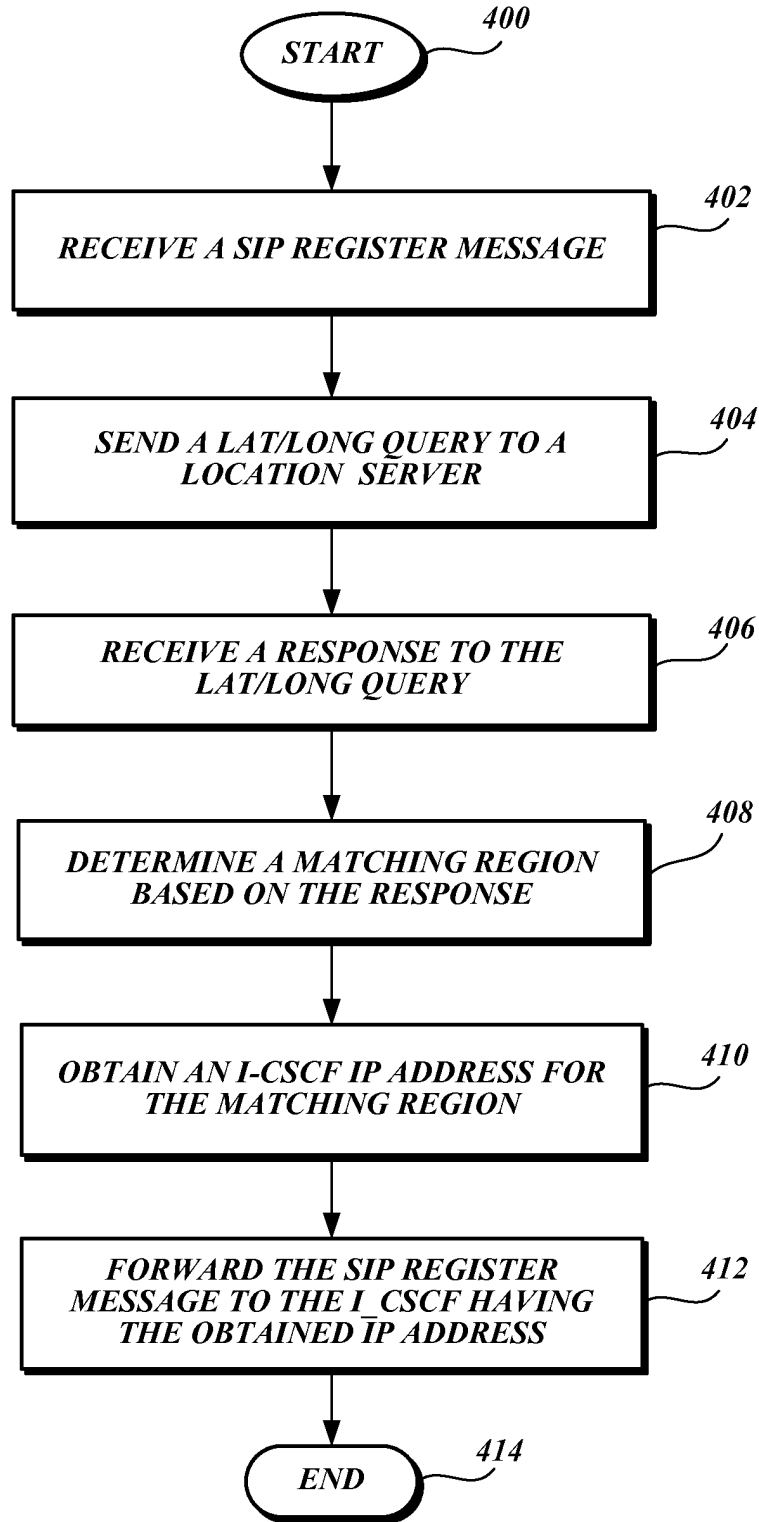 START
400
RECEIVE A SIP REGISTER MESSAGE
402
SEND A LAT/LONG QUERY TO A
LOCATION SERVER
404
RECEIVE A RESPONSE TO THE
LAT/LONG QUERY
406
DETERMINE A MATCHING REGION
BASED ON THE RESPONSE
408
OBTAIN AN I-CSCF IP ADDRESS FOR
THE MATCHING REGION
410
FORWARD THE SIP REGISTER
MESSAGE TO THE I_CSCF HAVING
THE OBTAINED IP ADDRESS
412
END
414